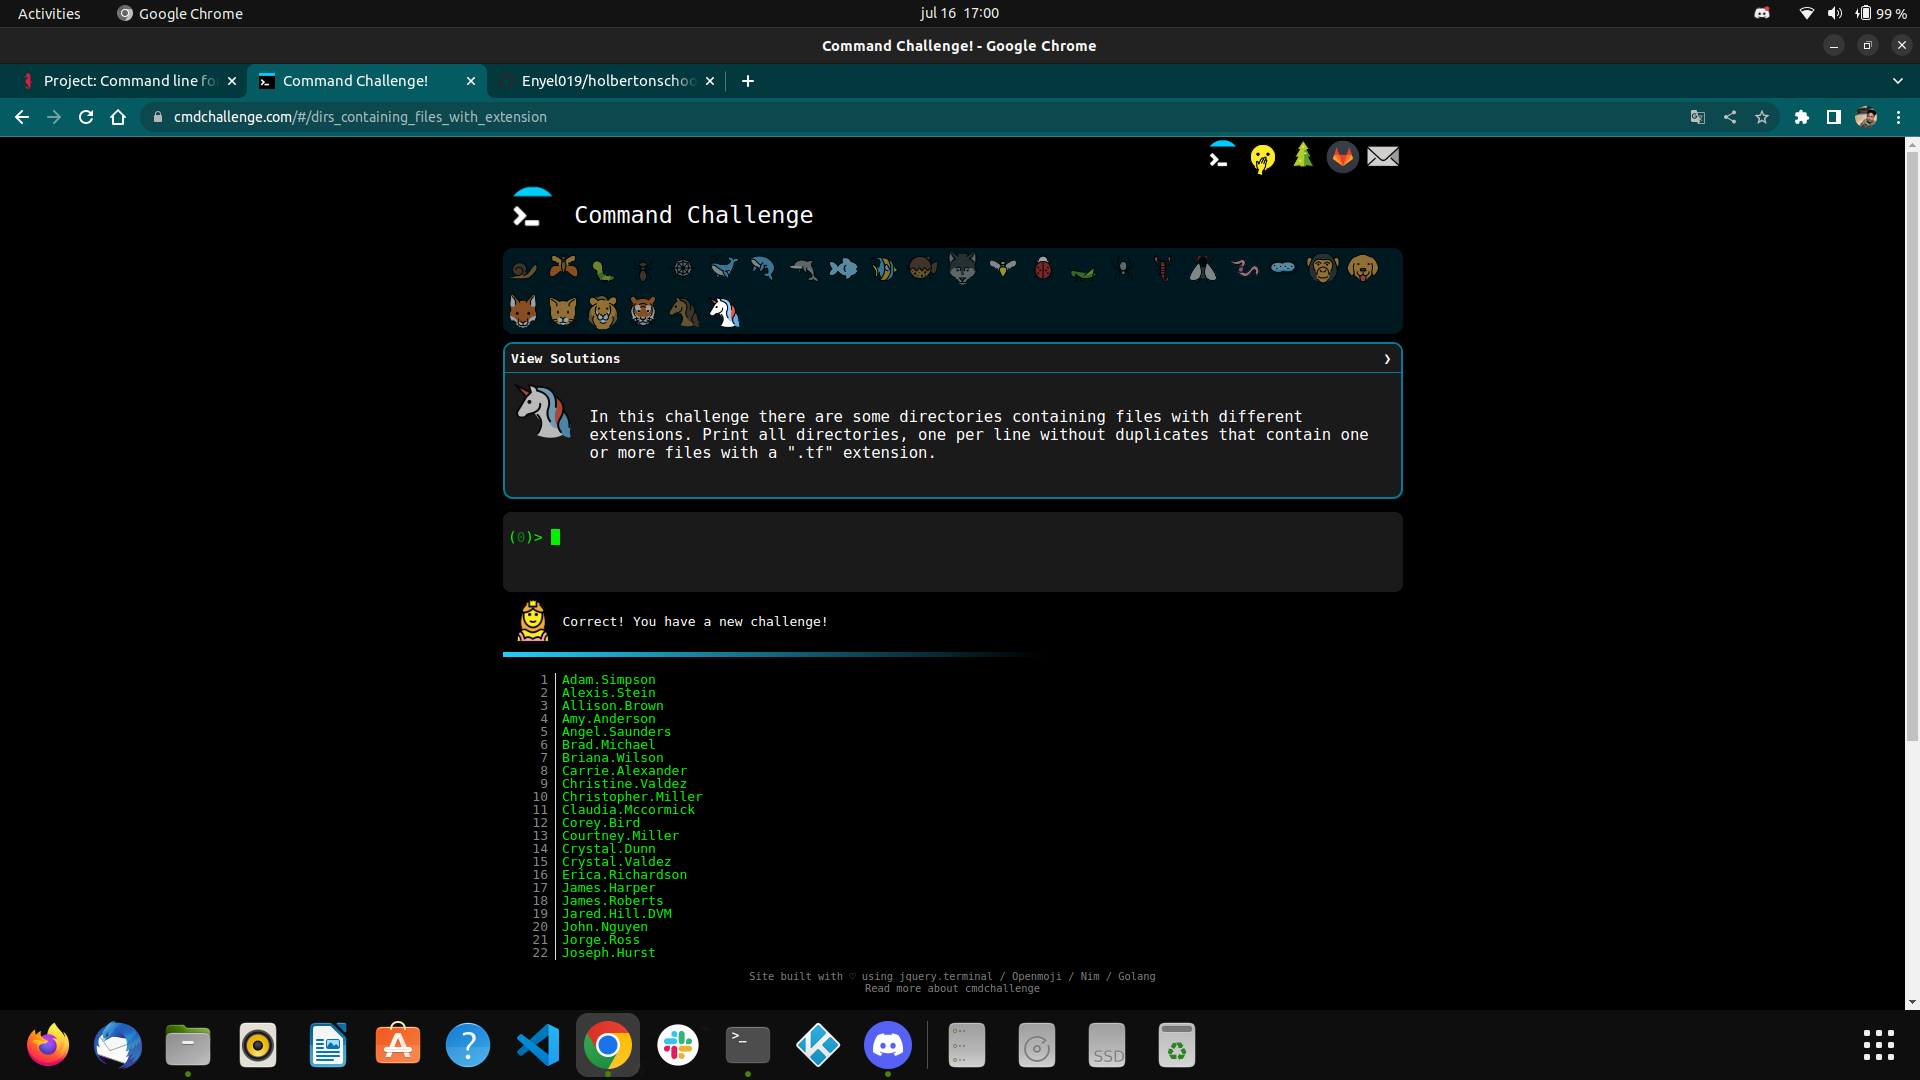 Activities
Google Chrome
jul 16 17:00
99 %
Command Challenge! - Google Chrome
Project: Command line fo
Command Challenge!
Enyel019/holbertonschoo
cmdchallenge.com/#/dirs_containing_files_with_extension
Command Challenge
View Solutions
In this challenge there are some directories containing files with different
extensions. Print all directories, one per line without duplicates that contain one
or more files with a ".tf" extension.
(0)>
Correct! You have a new challenge!
1 Adam.Simpson
2 Alexis.Stein
3 Allison.Brown
4 Amy.Anderson
5 Angel.Saunders
6 Brad.Michael
7 Briana.Wilson
8 Carrie.Alexander
9 Christine.Valdez
10 Christopher.Miller
11 Claudia.Mccormick
12 Corey.Bird
13 Courtney.Miller
14 Crystal.Dunn
15 Crystal.Valdez
16 Erica.Richardson
17 James.Harper
18 James.Roberts
19 Jared.Hill.DVM
20 John.Nguyen
21 Jorge.Ross
22 Joseph.Hurst
Site built with ♡ using jquery.terminal / Openmoji / Nim / Golang
Read more about cmdchallenge
SSD